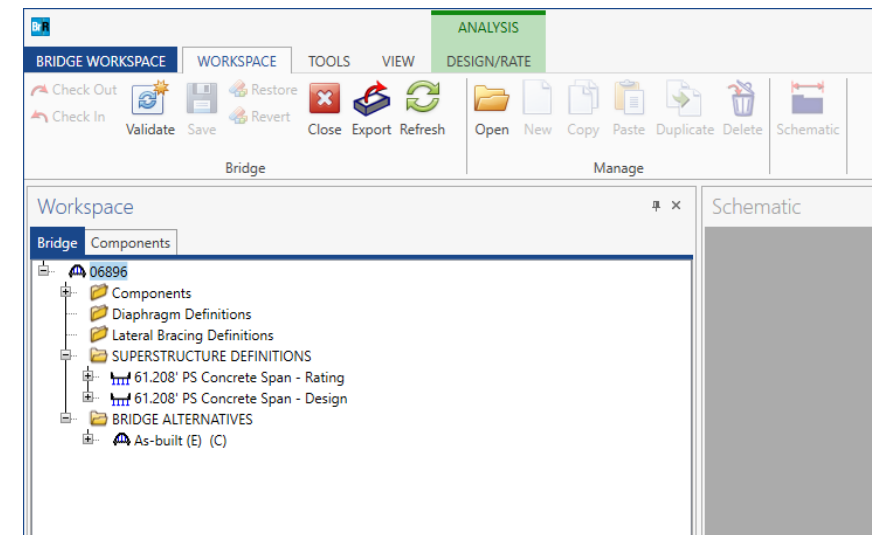 BrR
ANALYSIS
BRIDGE WORKSPACE WORKSPACE TOOLS VIEW DESIGN/RATE
Check Out
Check In
Validate
Save
Restore
Revert
Close
Export
Refresh
Bridge
Open
New
Copy
Paste
Duplicate
Delete
Manage
Schematic
Workspace
Bridge Components
06896
Components
Diaphragm Definitions
Lateral Bracing Definitions
SUPERSTRUCTURE DEFINITIONS
61.208' PS Concrete Span - Rating
61.208' PS Concrete Span - Design
BRIDGE ALTERNATIVES
As-built (E) (C)
Schematic